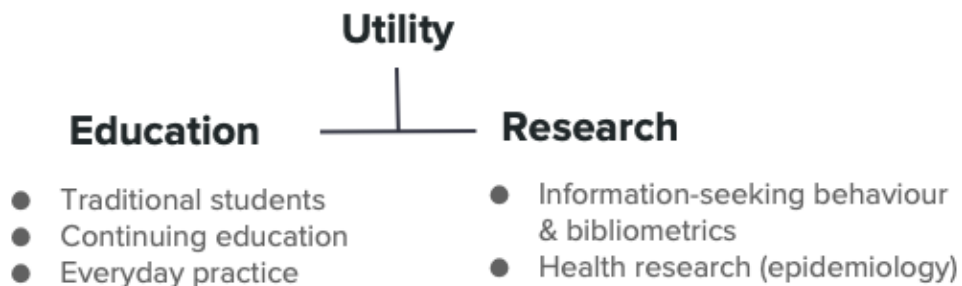 Utility
Education
● Traditional students
● Continuing education
● Everyday practice
Research
● Information-seeking behaviour
& bibliometrics
● Health research (epidemiology)